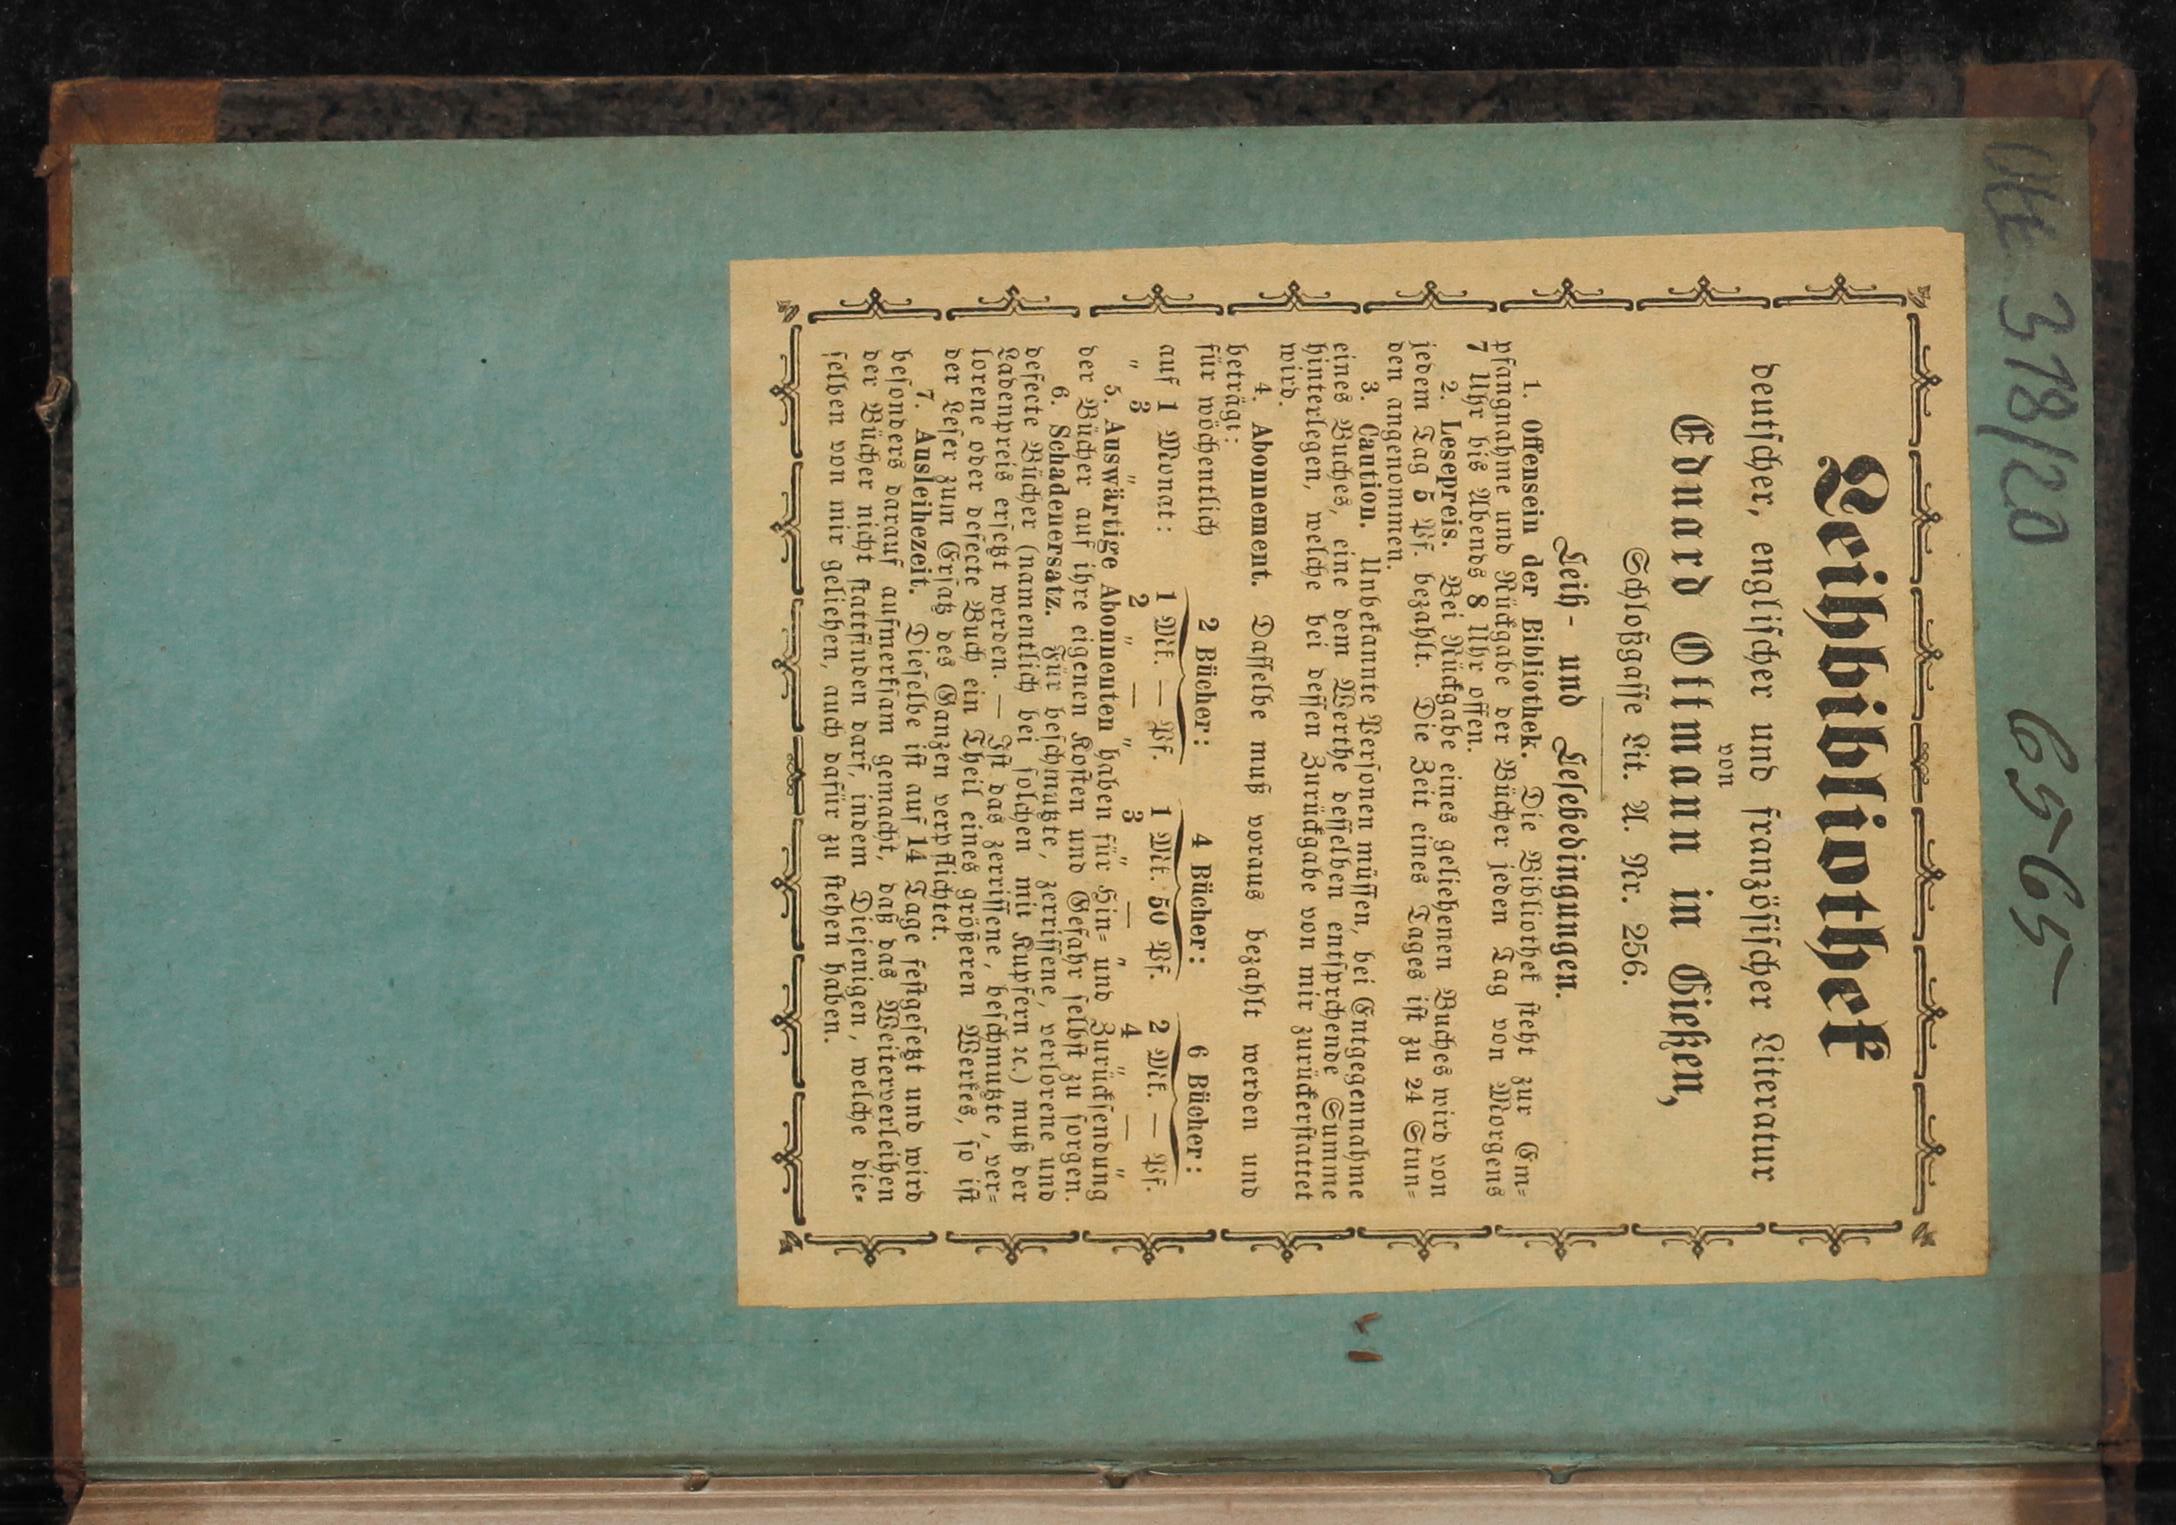 318/20
6565
Leihbibliothek
deutscher, englischer und französischer Literatur
von
Eduard Ottmann in Gießen,
Schloßgasse Lit. A. Nr. 256.
Leih- und Lesebedingungen.
1. Offensein der Bibliothek. Die Bibliothek steht zur Em-
pfangnahme und Rückgabe der Bücher jeden Tag von Morgens
7 Uhr bis Abends 8 Uhr offen.
2. Lesepreis. Bei Rückgabe eines geliehenen Buches wird von
jedem Tag 5 Pf. bezahlt. Die Zeit eines Tages ist zu 24 Stun-
den angenommen.
3. Caution. Unbekannte Personen müssen, bei Entgegennahme
eines Buches, eine dem Werthe desselben entsprchende Summe
hinterlegen, welche bei dessen Zurückgabe von mir zurückerstattet
wird.
4. Abonnement. Dasselbe muß voraus bezahlt werden und
beträgt:
für wöchentlich 2 Bücher: 4 Bücher: 6 Bücher:
auf 1 Monat: 1 Mk. — Pf. 1 Mk. 50 Pf. 2 Mk. — Pf.
" 3 " 2 " — " 3 " — " 4 " — "
5. Auswärtige Abonnenten haben für Hin- und Zurücksendung
der Bücher auf ihre eigenen Kosten und Gefahr selbst zu sorgen.
6. Schadenersatz. Für beschmutzte, zerrissene, verlorene und
defecte Bücher (namentlich bei solchen mit Kupfern ꝛc.) muß der
Ladenpreis ersetzt werden. — Ist das zerrissene, beschmutzte, ver-
lorene oder defecte Buch ein Theil eines größeren Werkes, so ist
der Leser zum Ersatz des Ganzen verpflichtet.
7. Ausleihezeit. Dieselbe ist auf 14 Tage festgesetzt und wird
besonders darauf aufmerksam gemacht, daß das Weiterverleihen
der Bücher nicht stattfinden darf, indem Diejenigen, welche die-
selben von mir geliehen, auch dafür zu stehen haben.